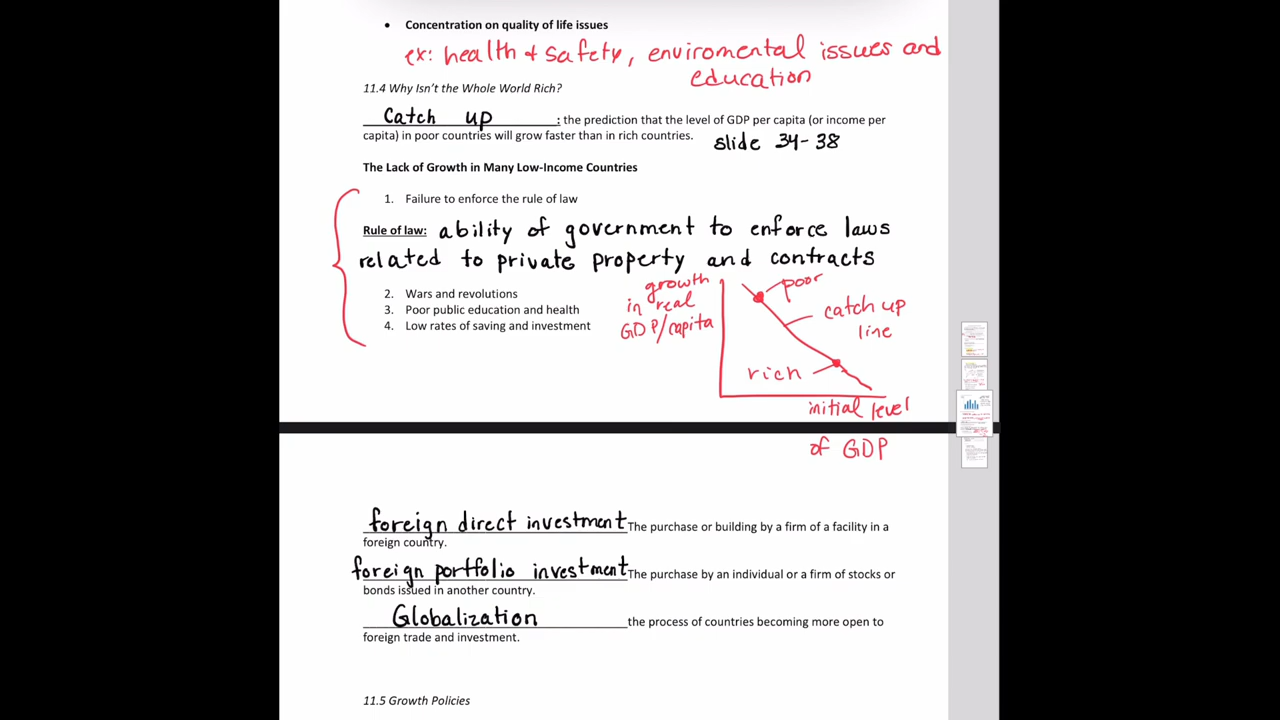 • Concentration on quality of life issues
ex: health & safety, enviromental issues and
education
11.4 Why Isn't the Whole World Rich?
Catch up : the prediction that the level of GDP per capita (or income per
capita) in poor countries will grow faster than in rich countries.
slide 34-38
The Lack of Growth in Many Low-Income Countries
1. Failure to enforce the rule of law
Rule of law: ability of government to enforce laws
related to private property and contracts
2. Wars and revolutions
3. Poor public education and health
4. Low rates of saving and investment
growth
in real
GDP/capita
poor
catch up
line
rich
initial level
of GDP
foreign direct investment The purchase or building by a firm of a facility in a
foreign country.
foreign portfolio investment The purchase by an individual or a firm of stocks or
bonds issued in another country.
Globalization the process of countries becoming more open to
foreign trade and investment.
11.5 Growth Policies